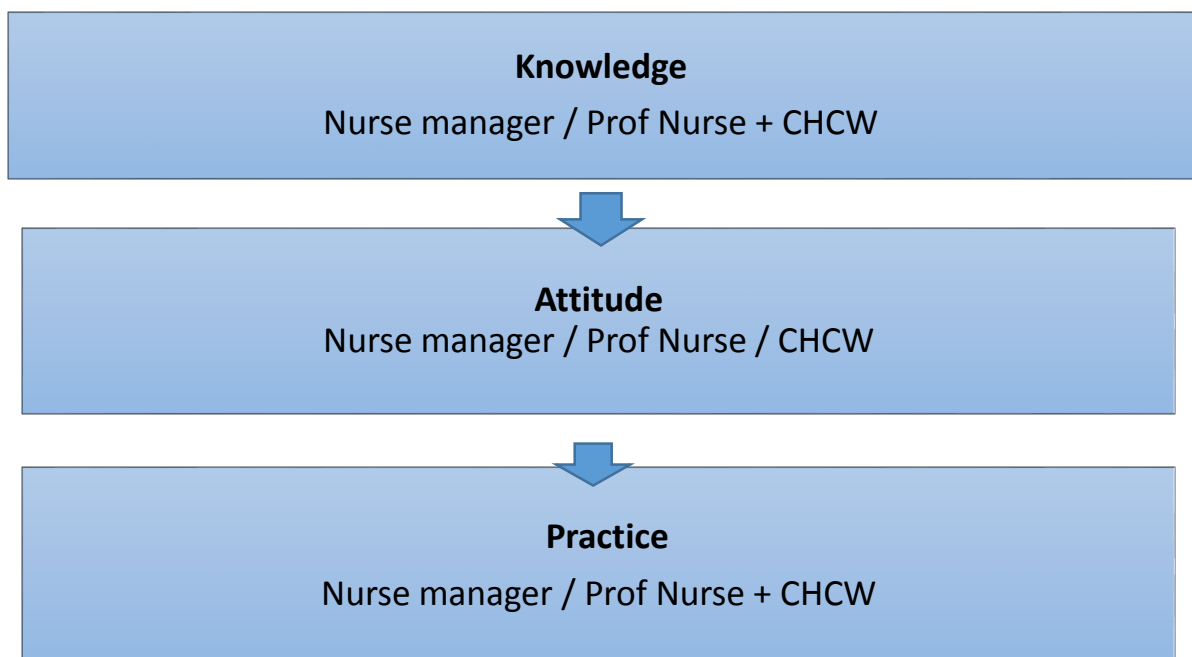 Knowledge
Nurse manager / Prof Nurse + CHCW
Attitude
Nurse manager / Prof Nurse / CHCW
Practice
Nurse manager / Prof Nurse + CHCW